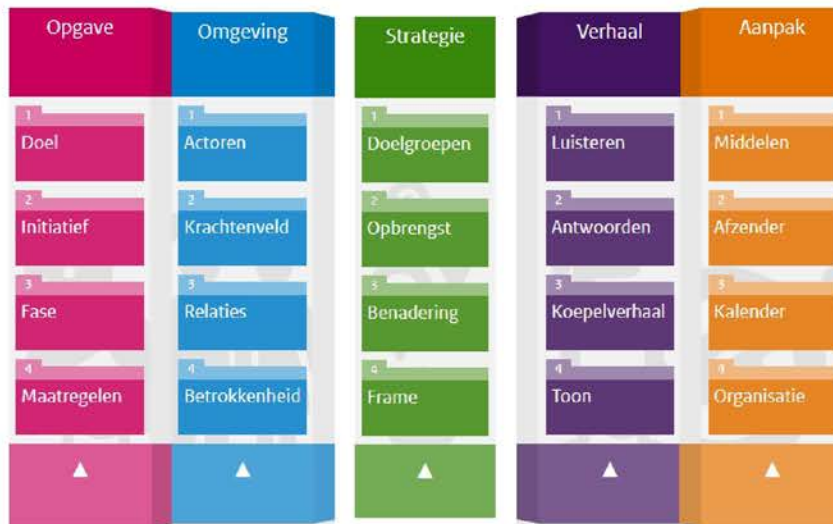 Opgave
1
Doel
2
Initiatief
3
Fase
4
Maatregelen
Omgeving
1
Actoren
2
Krachtenveld
3
Relaties
4
Betrokkenheid
Strategie
1
Doelgroepen
2
Opbrengst
3
Benadering
4
Frame
Verhaal
1
Luisteren
2
Antwoorden
3
Koepelverhaal
4
Toon
Aanpak
1
Middelen
2
Afzender
3
Kalender
4
Organisatie